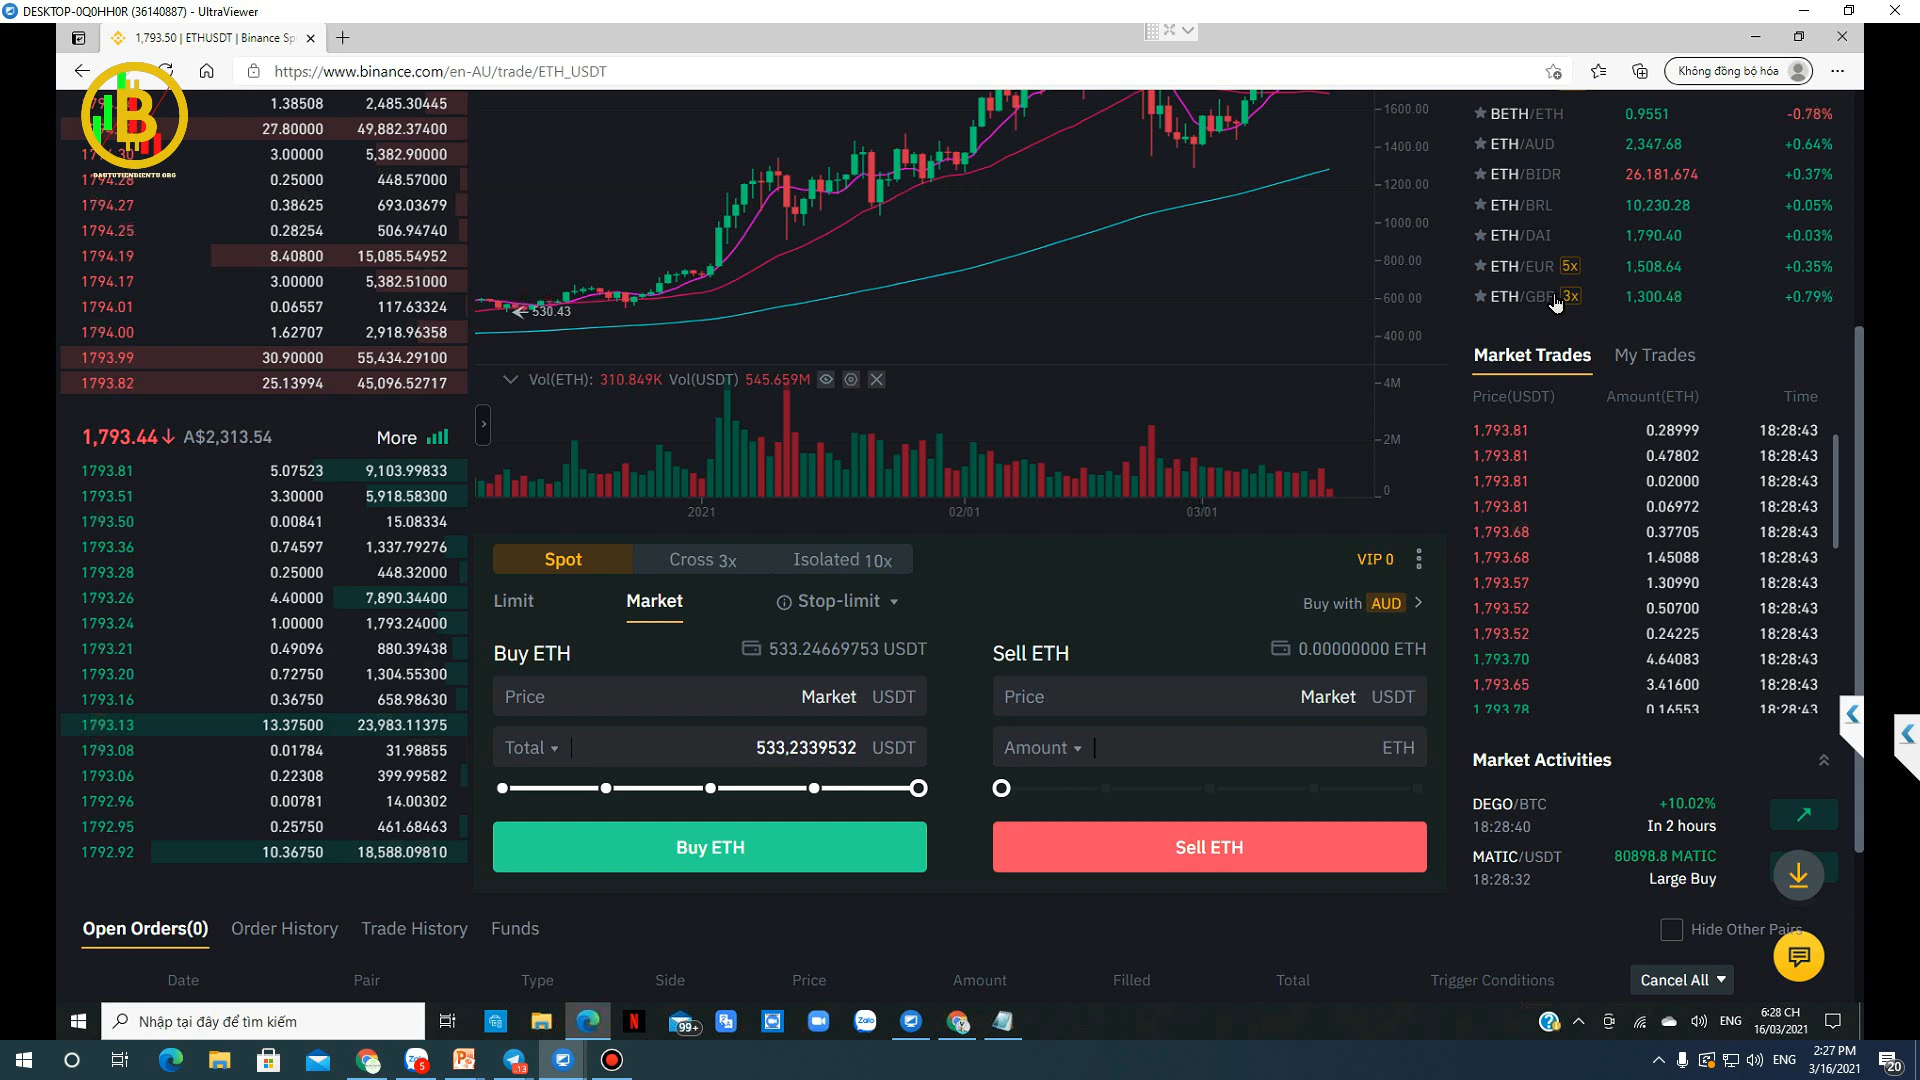 DESKTOP-0Q0HH0R (36140887) - UltraViewer
1,793.50 | ETHUSDT | Binance Sp
https://www.binance.com/en-AU/trade/ETH_USDT
Không đồng bộ hóa
B
DAUTUTIENDIENTU.ORG
1.38508 2,485.30445
27.80000 49,882.37400
3.00000 5,382.90000
1794.28 0.25000 448.57000
1794.27 0.38625 693.03679
1794.25 0.28254 506.94740
1794.19 8.40800 15,085.54952
1794.17 3.00000 5,382.51000
1794.01 0.06557 117.63324
1794.00 1.62707 2,918.96358
1793.99 30.90000 55,434.29100
1793.82 25.13994 45,096.52717
1,793.44↓ A$2,313.54 More
1793.81 5.07523 9,103.99833
1793.51 3.30000 5,918.58300
1793.50 0.00841 15.08334
1793.36 0.74597 1,337.79276
1793.28 0.25000 448.32000
1793.26 4.40000 7,890.34400
1793.24 1.00000 1,793.24000
1793.21 0.49096 880.39438
1793.20 0.72750 1,304.55300
1793.16 0.36750 658.98630
1793.13 13.37500 23,983.11375
1793.08 0.01784 31.98855
1793.06 0.22308 399.99582
1792.96 0.00781 14.00302
1792.95 0.25750 461.68463
1792.92 10.36750 18,588.09810
1600.00
1400.00
1200.00
1000.00
800.00
600.00
400.00
530.43
Vol(ETH): 310.849K Vol(USDT) 545.659M
4M
2M
0
2021 02/01 03/01
Spot Cross 3x Isolated 10x VIP 0
Limit Market Stop-limit Buy with AUD
Buy ETH 533.24669753 USDT
Price Market USDT
Total 533,2339532 USDT
Buy ETH
Sell ETH 0.00000000 ETH
Price Market USDT
Amount ETH
Sell ETH
BETH/ETH 0.9551 -0.78%
ETH/AUD 2,347.68 +0.64%
ETH/BIDR 26,181,674 +0.37%
ETH/BRL 10,230.28 +0.05%
ETH/DAI 1,790.40 +0.03%
ETH/EUR 5x 1,508.64 +0.35%
ETH/GBP 3x 1,300.48 +0.79%
Market Trades My Trades
Price(USDT) Amount(ETH) Time
1,793.81 0.28999 18:28:43
1,793.81 0.47802 18:28:43
1,793.81 0.02000 18:28:43
1,793.81 0.06972 18:28:43
1,793.68 0.37705 18:28:43
1,793.68 1.45088 18:28:43
1,793.57 1.30990 18:28:43
1,793.52 0.50700 18:28:43
1,793.52 0.24225 18:28:43
1,793.70 4.64083 18:28:43
1,793.65 3.41600 18:28:43
1,793.78 0.16553 18:28:43
Market Activities
DEGO/BTC +10.02%
18:28:40 In 2 hours
MATIC/USDT 80898.8 MATIC
18:28:32 Large Buy
Open Orders(0) Order History Trade History Funds
Hide Other Pairs
Date Pair Type Side Price Amount Filled Total Trigger Conditions Cancel All
Nhập tại đây để tìm kiếm
99+
Zalo
ENG
6:28 CH
16/03/2021
5
13
ENG
2:27 PM
3/16/2021
20